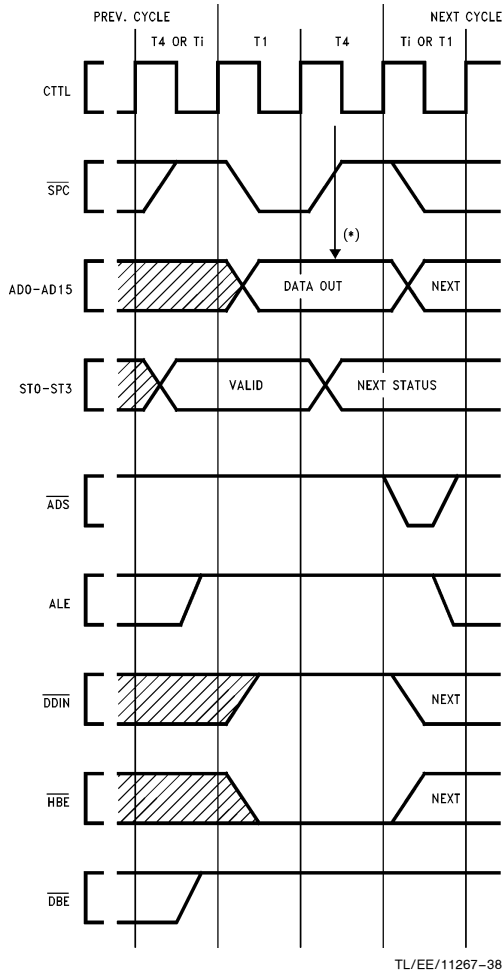 PREV. CYCLE NEXT CYCLE
T4 OR Ti T1 T4 Ti OR T1
CTTL
SPC
(*)
AD0-AD15 DATA OUT NEXT
ST0-ST3 VALID NEXT STATUS
ADS
ALE
DDIN NEXT
HBE NEXT
DBE
TL/EE/11267-38